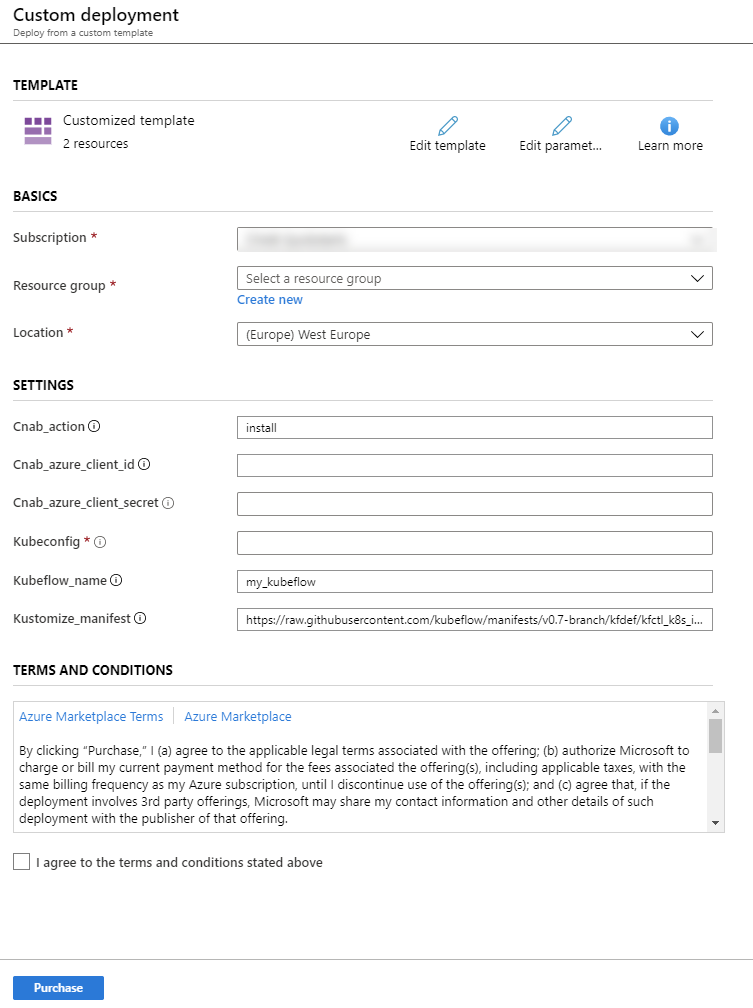 Custom deployment
Deploy from a custom template
TEMPLATE
Customized template
2 resources
Edit template
Edit paramet...
Learn more
BASICS
Subscription *
Resource group *
Select a resource group
Create new
Location *
(Europe) West Europe
SETTINGS
Cnab_action
install
Cnab_azure_client_id
Cnab_azure_client_secret
Kubeconfig *
Kubeflow_name
my_kubeflow
Kustomize_manifest
https://raw.githubusercontent.com/kubeflow/manifests/v0.7-branch/kfdef/kfctl_k8s_i...
TERMS AND CONDITIONS
Azure Marketplace Terms
Azure Marketplace
By clicking “Purchase,” I (a) agree to the applicable legal terms associated with the offering; (b) authorize Microsoft to
charge or bill my current payment method for the fees associated the offering(s), including applicable taxes, with the
same billing frequency as my Azure subscription, until I discontinue use of the offering(s); and (c) agree that, if the
deployment involves 3rd party offerings, Microsoft may share my contact information and other details of such
deployment with the publisher of that offering.
I agree to the terms and conditions stated above
Purchase